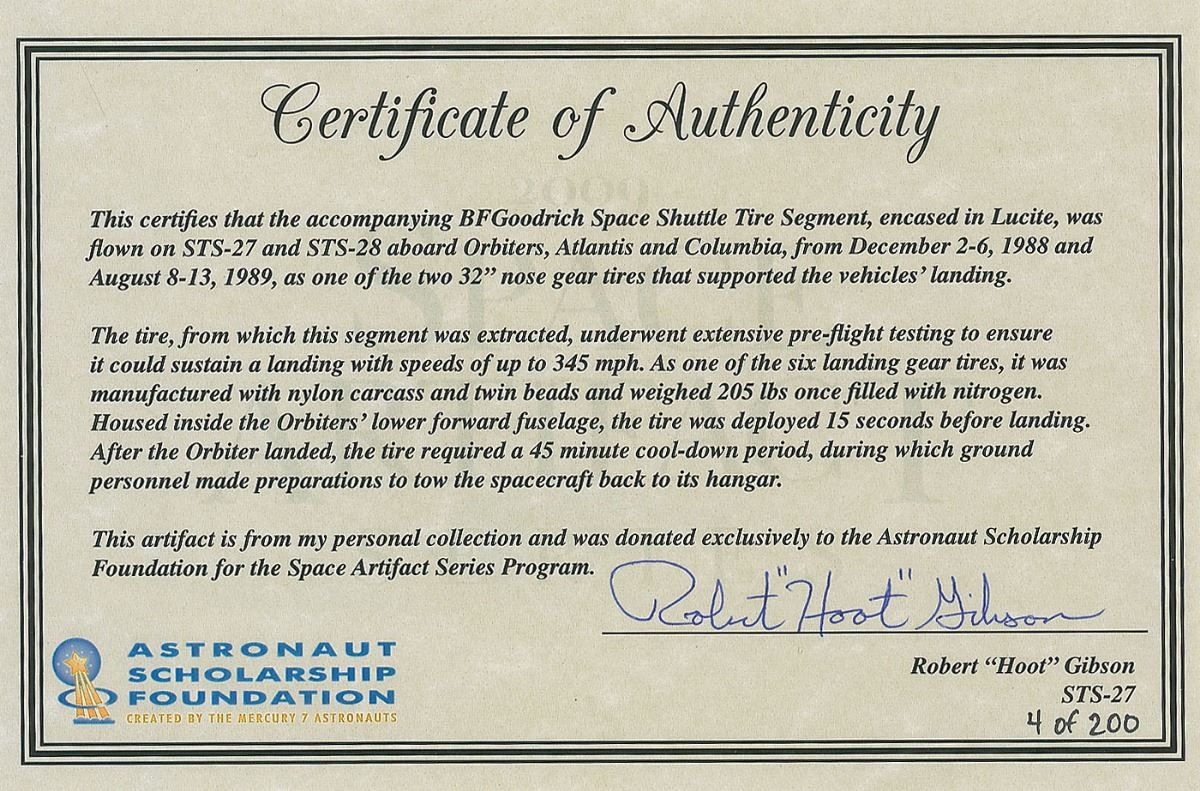 Certificate of Authenticity
2009
This certifies that the accompanying BFGoodrich Space Shuttle Tire Segment, encased in Lucite, was
flown on STS-27 and STS-28 aboard Orbiters, Atlantis and Columbia, from December 2-6, 1988 and
August 8-13, 1989, as one of the two 32” nose gear tires that supported the vehicles’ landing.
SPACE
The tire, from which this segment was extracted, underwent extensive pre-flight testing to ensure
it could sustain a landing with speeds of up to 345 mph. As one of the six landing gear tires, it was
manufactured with nylon carcass and twin beads and weighed 205 lbs once filled with nitrogen.
Housed inside the Orbiters’ lower forward fuselage, the tire was deployed 15 seconds before landing.
After the Orbiter landed, the tire required a 45 minute cool-down period, during which ground
personnel made preparations to tow the spacecraft back to its hangar.
This artifact is from my personal collection and was donated exclusively to the Astronaut Scholarship
Foundation for the Space Artifact Series Program.
Robert "Hoot" Gibson
ASTRONAUT
SCHOLARSHIP
FOUNDATION
CREATED BY THE MERCURY 7 ASTRONAUTS
Robert “Hoot” Gibson
STS-27
4 of 200